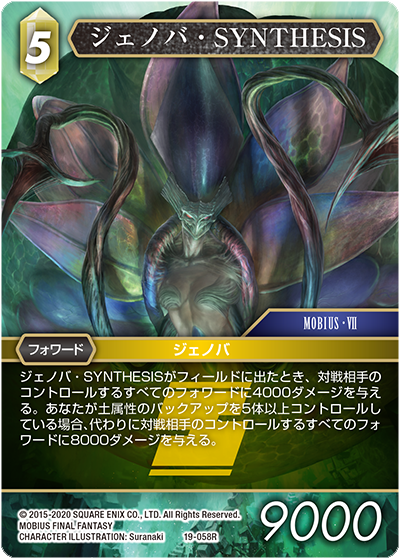 5
ジェノバ・SYNTHESIS
MOBIUS・VII
フォワード
ジェノバ
ジェノバ・SYNTHESISがフィールドに出たとき、対戦相手の
コントロールするすべてのフォワードに4000ダメージを与え
る。あなたが土属性のバックアップを5体以上コントロールし
ている場合、代わりに対戦相手のコントロールするすべてのフォ
ワードに8000ダメージを与える。
© 2015-2020 SQUARE ENIX CO., LTD. All Rights Reserved.
MOBIUS FINAL FANTASY
CHARACTER ILLUSTRATION: Suranaki
19-058R
9000